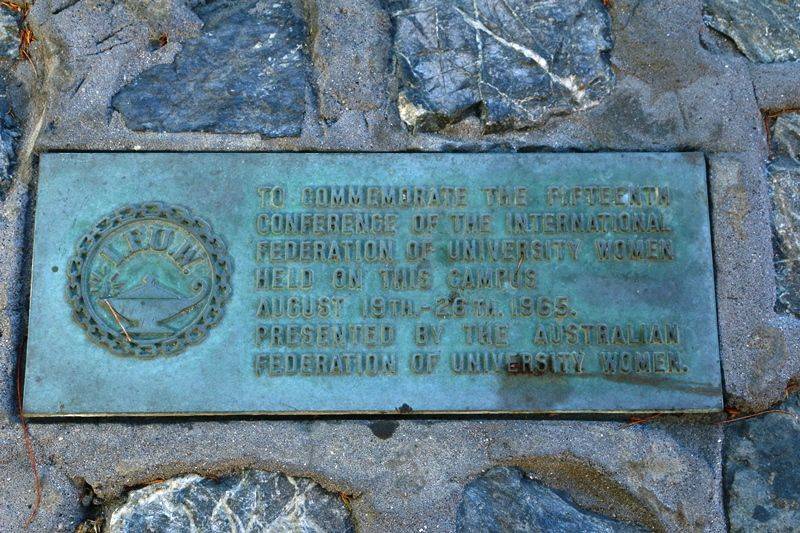 I.F.U.W.
TO COMMEMORATE THE FIFTEENTH
CONFERENCE OF THE INTERNATIONAL
FEDERATION OF UNIVERSITY WOMEN
HELD ON THIS CAMPUS
AUGUST 19TH.-26TH. 1965.
PRESENTED BY THE AUSTRALIAN
FEDERATION OF UNIVERSITY WOMEN.